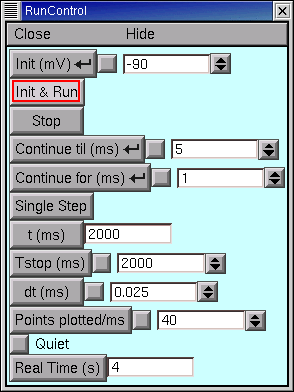 RunControl
Close Hide
Init (mV) -90
Init & Run
Stop
Continue til (ms) 5
Continue for (ms) 1
Single Step
t (ms) 2000
Tstop (ms) 2000
dt (ms) 0.025
Points plotted/ms 40
Quiet
Real Time (s) 4